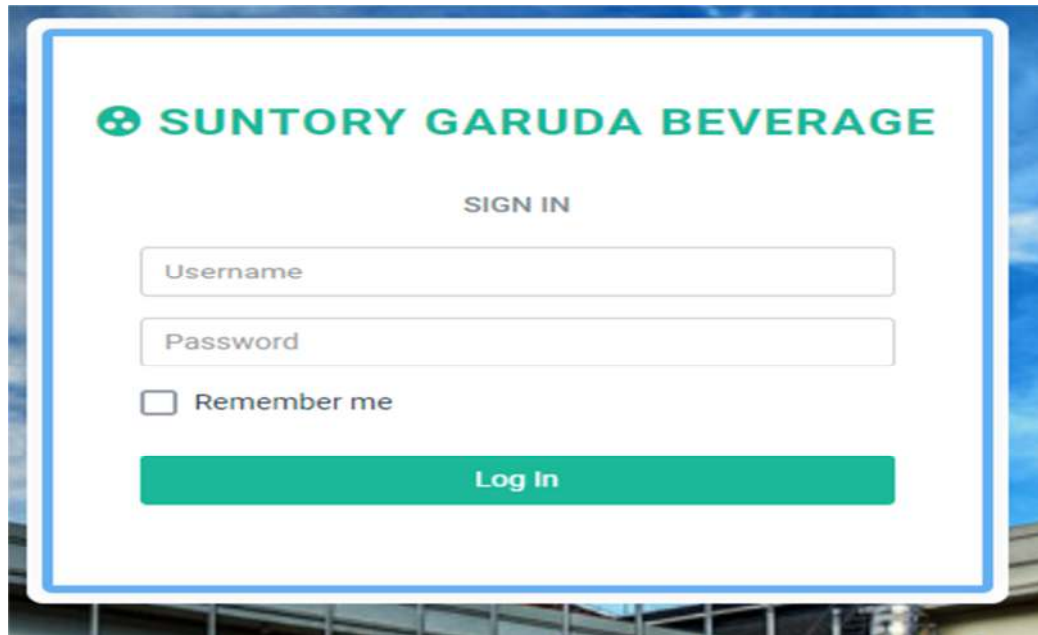 SUNTORY GARUDA BEVERAGE
SIGN IN
Username
Password
Remember me
Log In